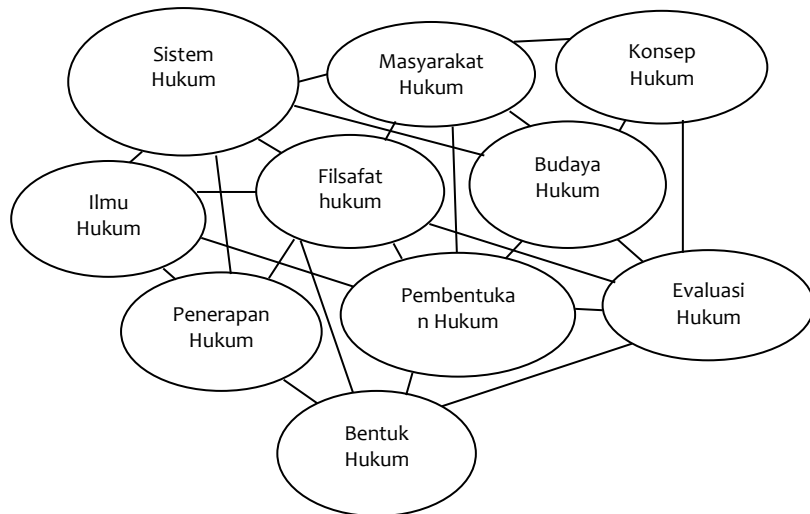 Sistem
Hukum
Masyarakat
Hukum
Konsep
Hukum
Ilmu
Hukum
Filsafat
hukum
Budaya
Hukum
Penerapan
Hukum
Pembentuka
n Hukum
Evaluasi
Hukum
Bentuk
Hukum